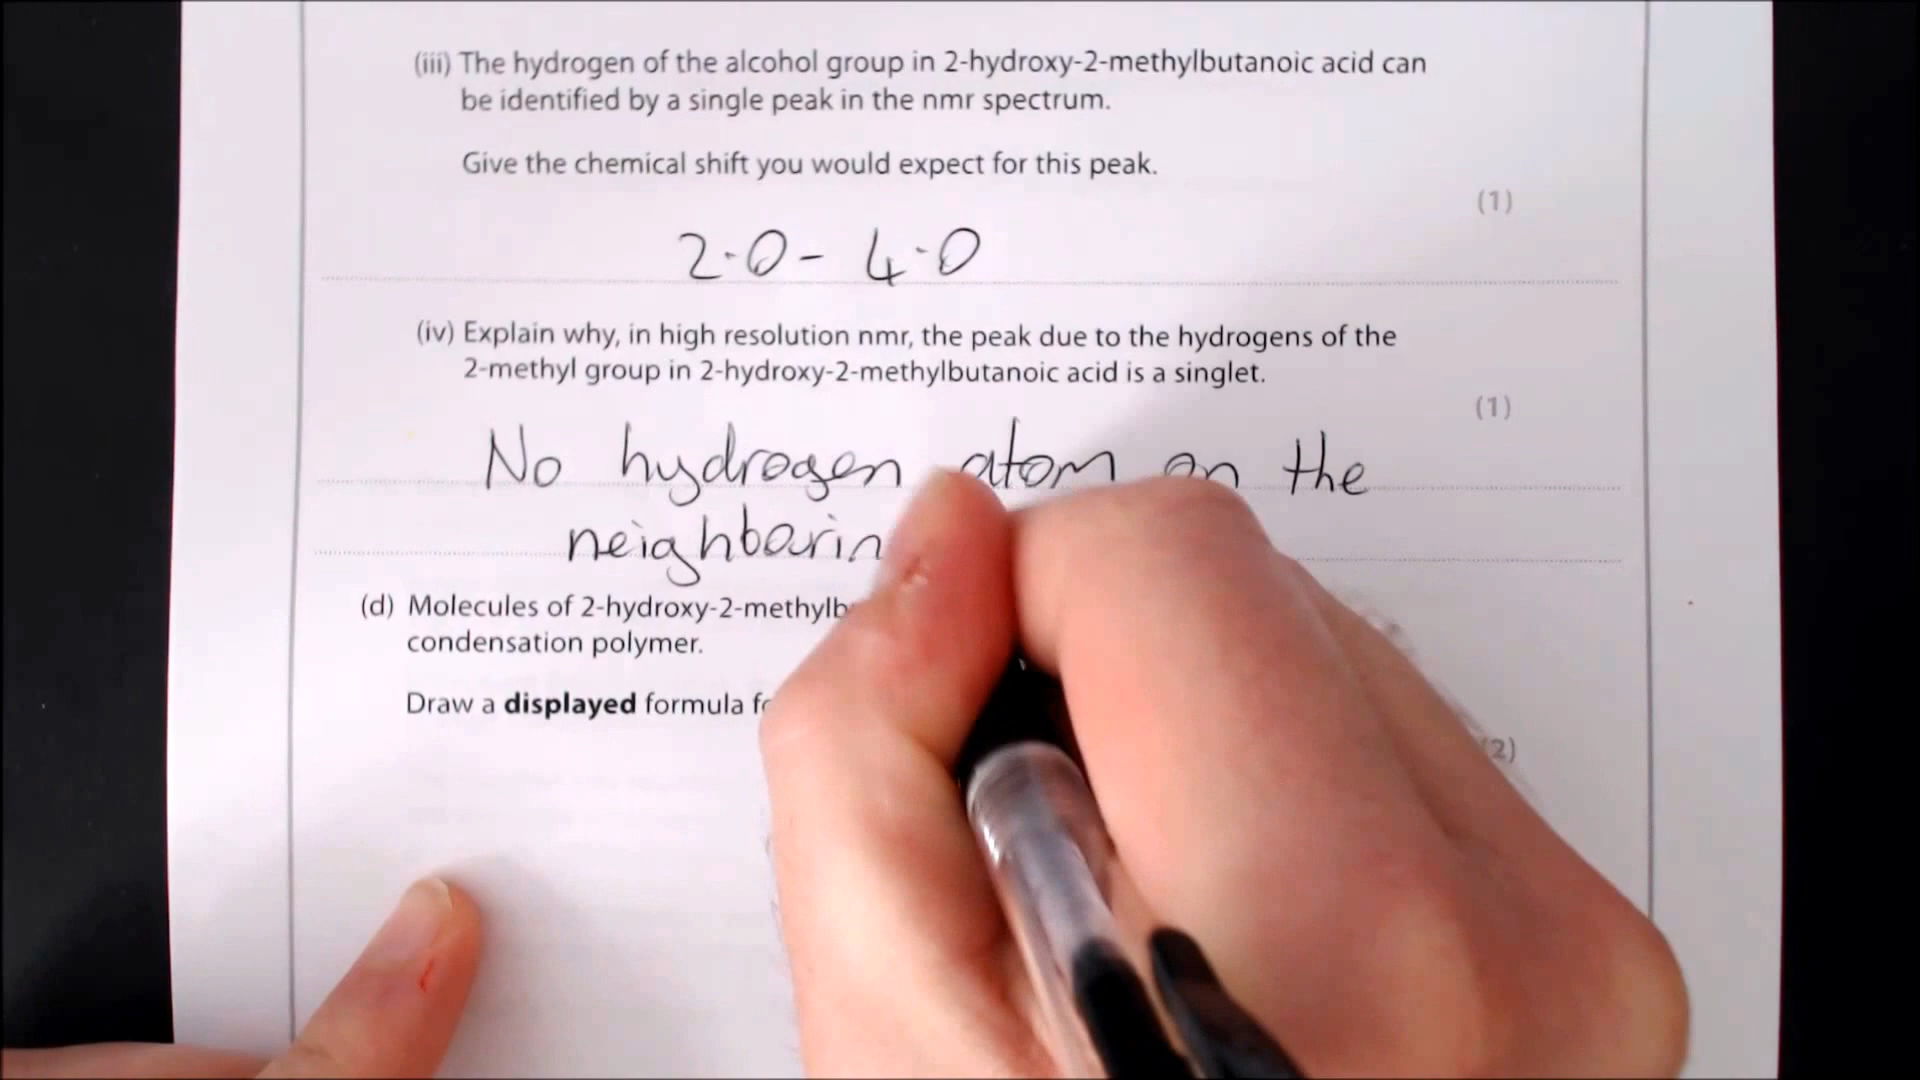 (iii) The hydrogen of the alcohol group in 2-hydroxy-2-methylbutanoic acid can
be identified by a single peak in the nmr spectrum.
Give the chemical shift you would expect for this peak.
(1)
2.0 - 4.0
(iv) Explain why, in high resolution nmr, the peak due to the hydrogens of the
2-methyl group in 2-hydroxy-2-methylbutanoic acid is a singlet.
(1)
No hydrogen atom on the
neighbourin
(d) Molecules of 2-hydroxy-2-methylb
condensation polymer.
Draw a displayed formula fo
(2)